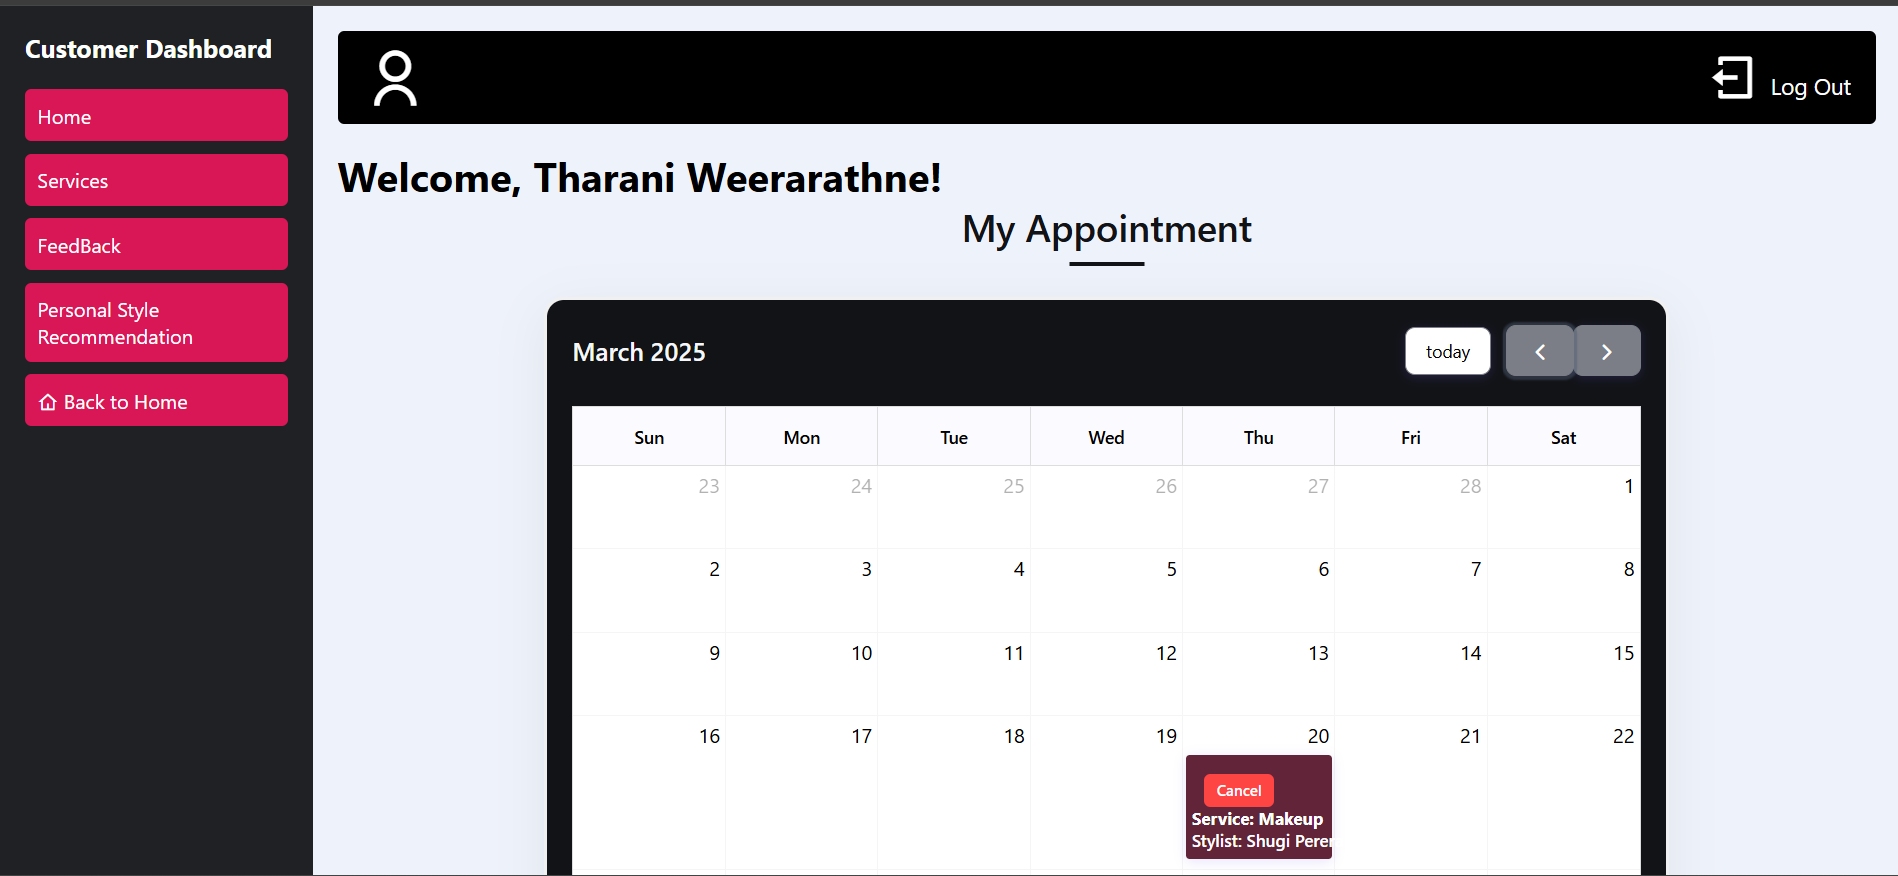 Customer Dashboard
Home
Services
FeedBack
Personal Style
Recommendation
Back to Home
Log Out
Welcome, Tharani Weerarathne!
My Appointment
March 2025
today
Sun Mon Tue Wed Thu Fri Sat
23 24 25 26 27 28 1
2 3 4 5 6 7 8
9 10 11 12 13 14 15
16 17 18 19 20 21 22
Cancel
Service: Makeup
Stylist: Shugi